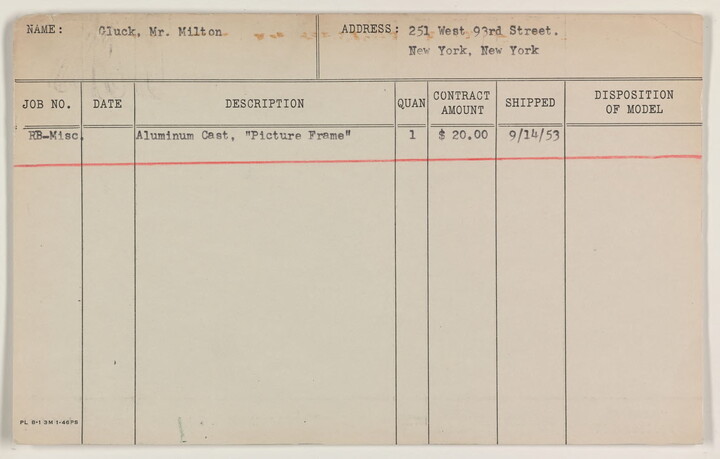 NAME: Gluck, Mr. Milton ADDRESS: 251 West 93rd Street.
New York, New York
JOB NO. DATE DESCRIPTION QUAN CONTRACT AMOUNT SHIPPED DISPOSITION OF MODEL
RB-Misc. Aluminum Cast, "Picture Frame" 1 $ 20.00 9/14/53
PL 8-1 3M 1-46PS